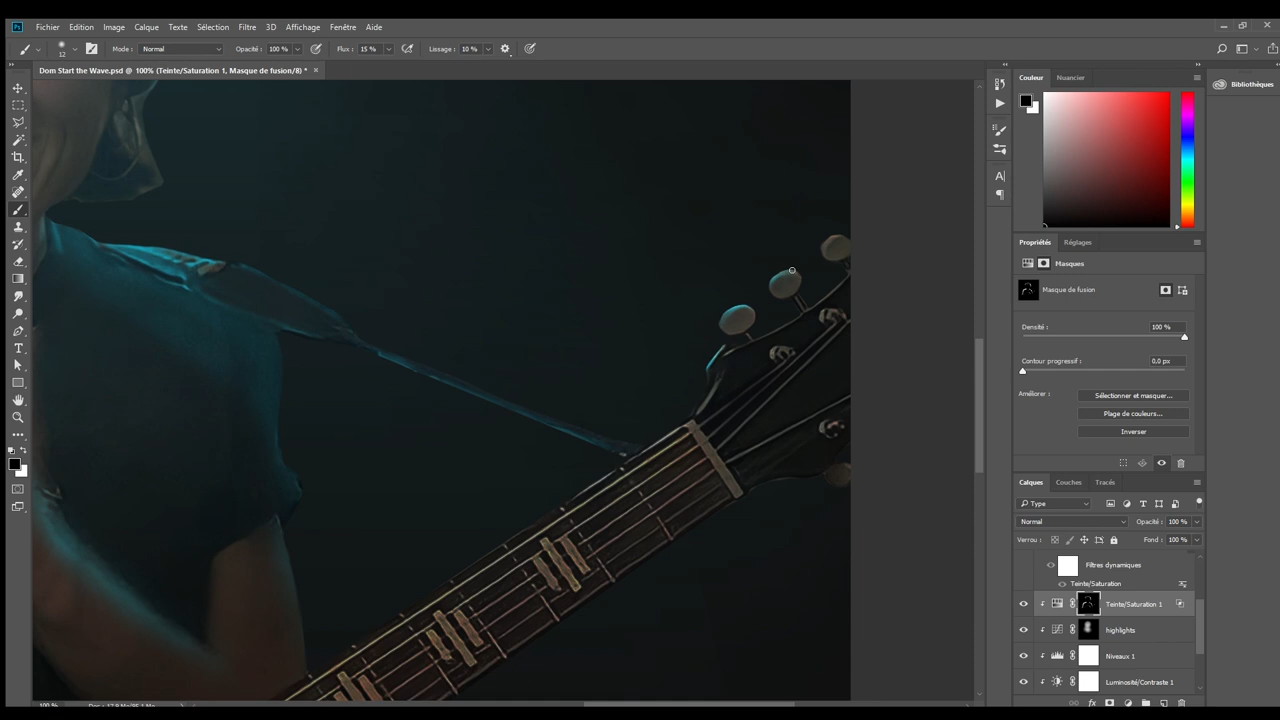 Ps Fichier Edition Image Calque Texte Sélection Filtre 3D Affichage Fenêtre Aide
12 Mode : Normal Opacité : 100 % Flux : 15 % Lissage : 10 %
Dom Start the Wave.psd @ 100% (Teinte/Saturation 1, Masque de fusion/8) *
Couleur Nuancier
Bibliothèques
Propriétés Réglages
Masques
Masque de fusion
Densité : 100 %
Contour progressif : 0,0 px
Améliorer : Sélectionner et masquer...
Plage de couleurs...
Inverser
Calques Couches Tracés
Type
Normal Opacité : 100 %
Verrou : Fond : 100 %
Filtres dynamiques
Teinte/Saturation
Teinte/Saturation 1
highlights
Niveaux 1
Luminosité/Contraste 1
100 %